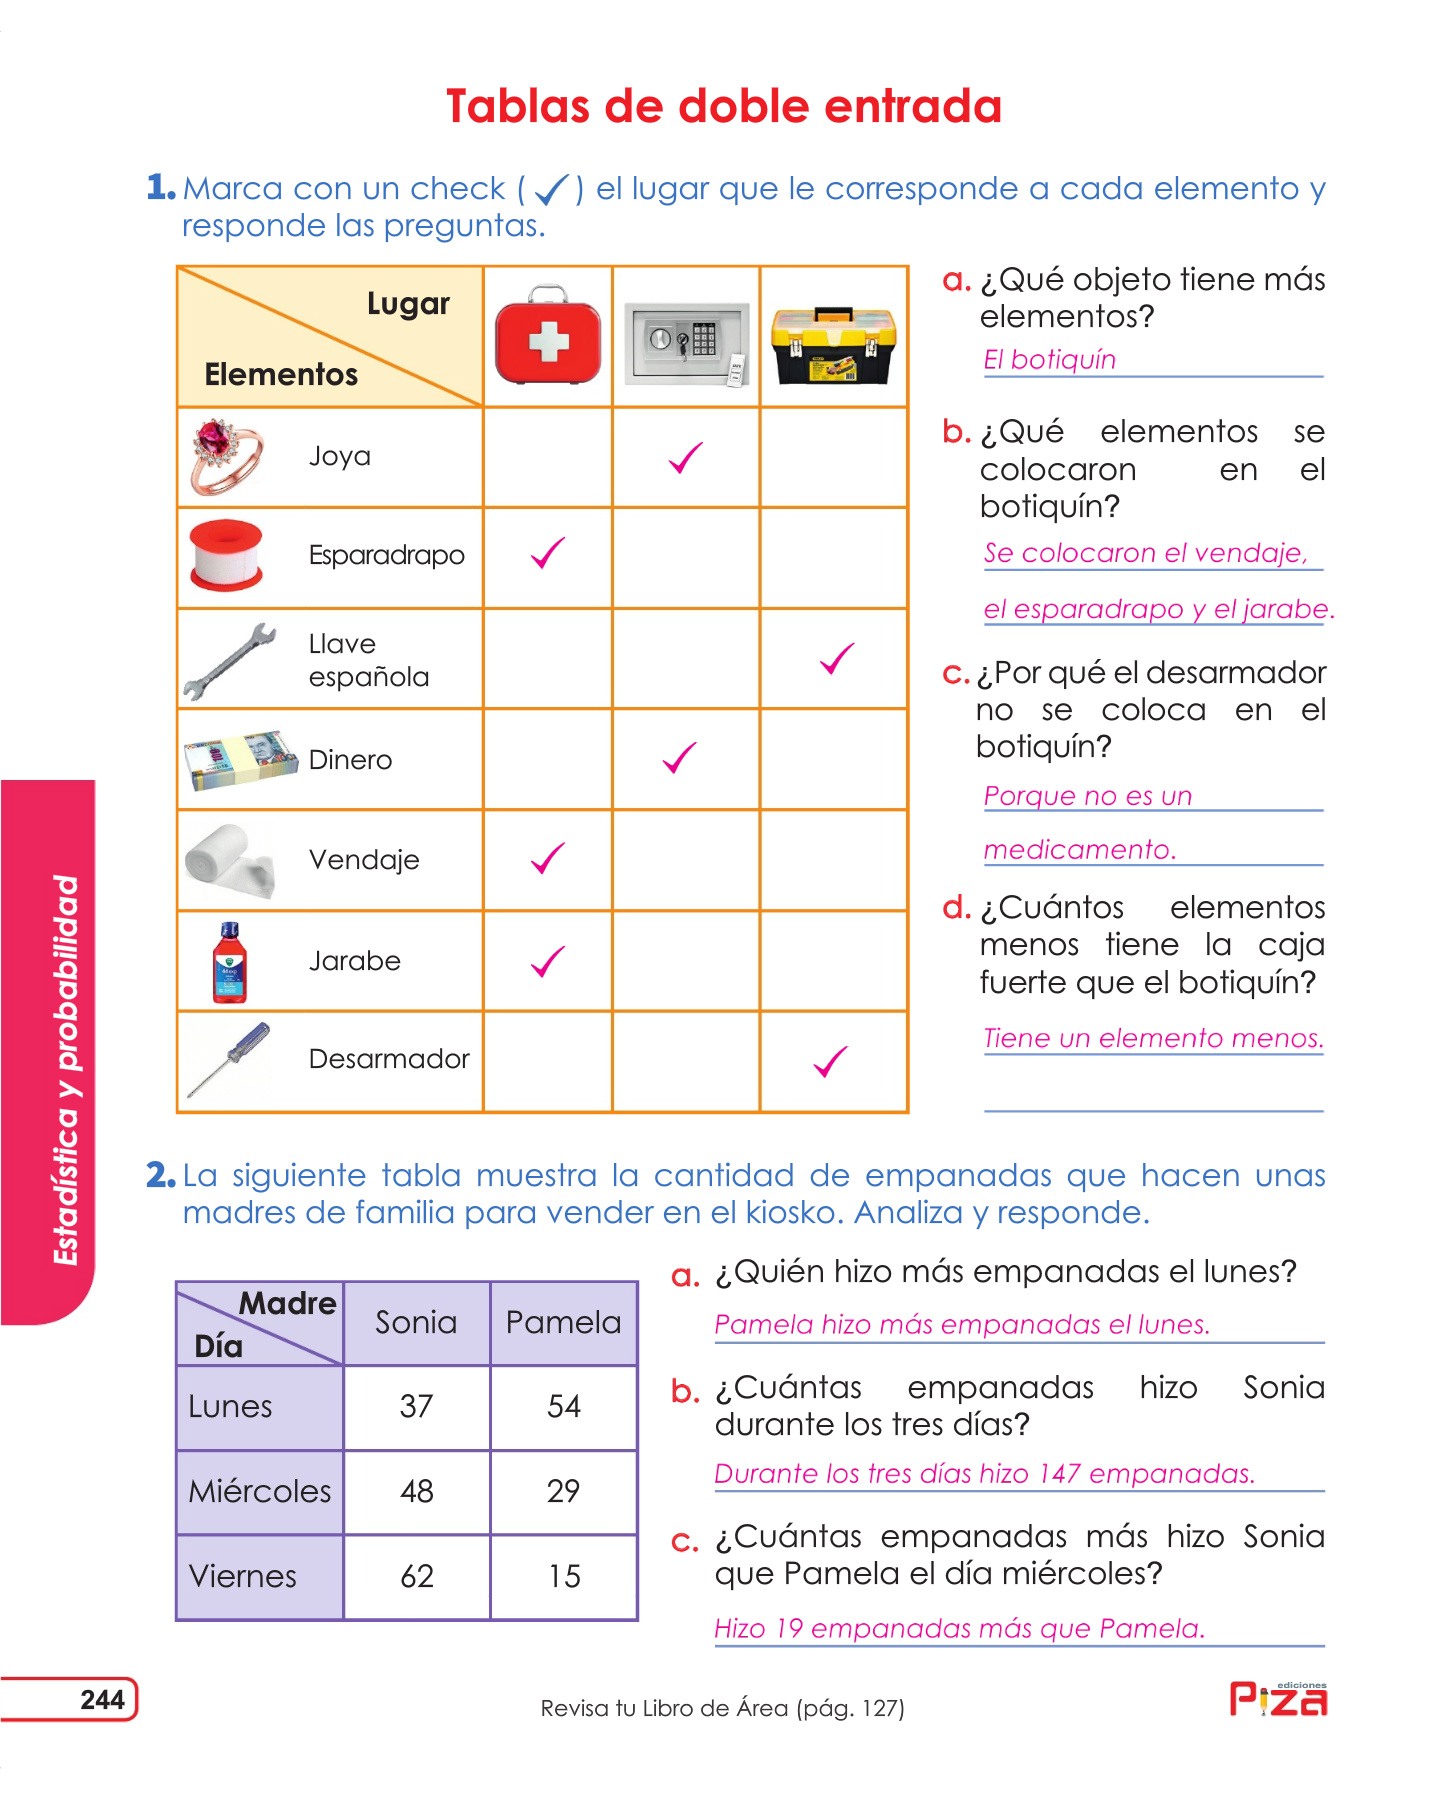 Tablas de doble entrada
1. Marca con un check ( ✓ ) el lugar que le corresponde a cada elemento y
responde las preguntas.
Lugar
Elementos
Joya ✓
Esparadrapo ✓
Llave
española ✓
Dinero ✓
Vendaje ✓
Jarabe ✓
Desarmador ✓
a. ¿Qué objeto tiene más
elementos?
El botiquín
b. ¿Qué elementos se
colocaron en el
botiquín?
Se colocaron el vendaje,
el esparadrapo y el jarabe.
c. ¿Por qué el desarmador
no se coloca en el
botiquín?
Porque no es un
medicamento.
d. ¿Cuántos elementos
menos tiene la caja
fuerte que el botiquín?
Tiene un elemento menos.
Estadística y probabilidad
2. La siguiente tabla muestra la cantidad de empanadas que hacen unas
madres de familia para vender en el kiosko. Analiza y responde.
Madre
Día
Sonia Pamela
Lunes 37 54
Miércoles 48 29
Viernes 62 15
a. ¿Quién hizo más empanadas el lunes?
Pamela hizo más empanadas el lunes.
b. ¿Cuántas empanadas hizo Sonia
durante los tres días?
Durante los tres días hizo 147 empanadas.
c. ¿Cuántas empanadas más hizo Sonia
que Pamela el día miércoles?
Hizo 19 empanadas más que Pamela.
244
Revisa tu Libro de Área (pág. 127)
ediciones
Piza